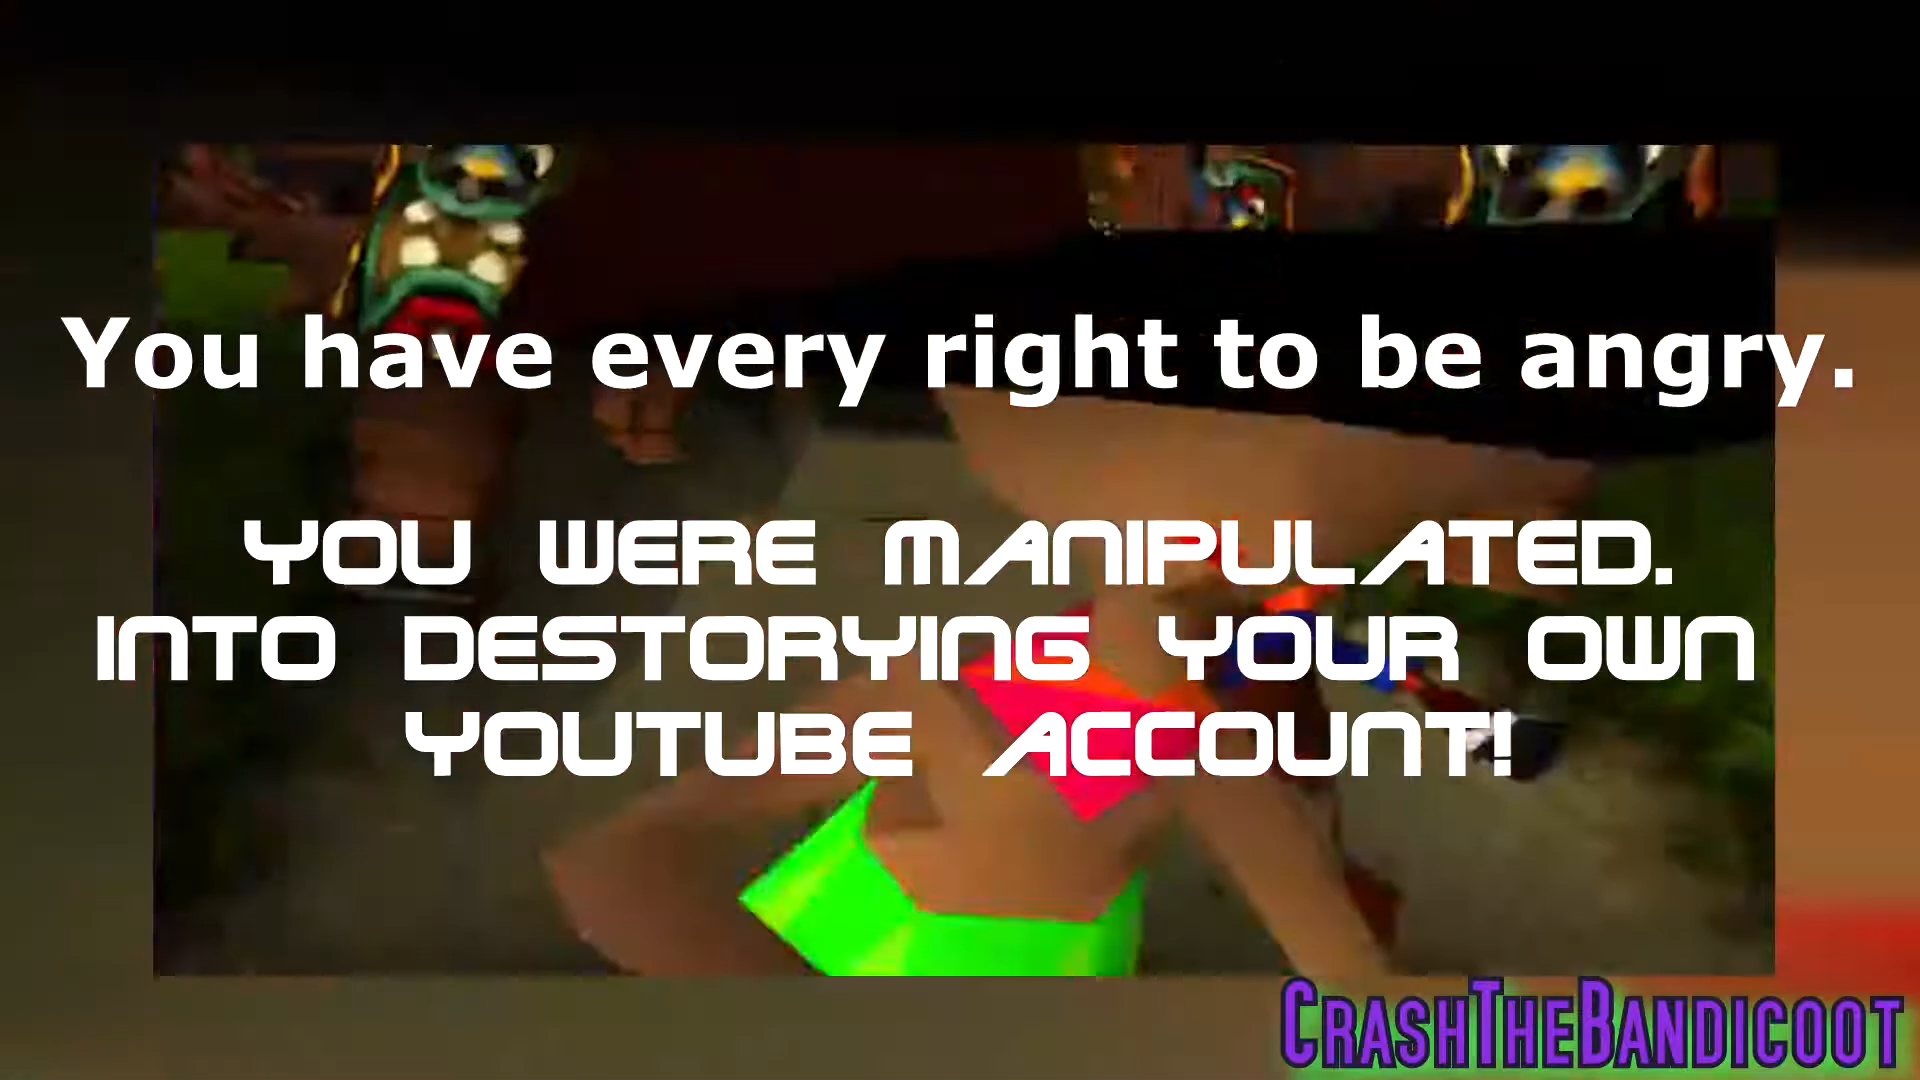 You have every right to be angry.
YOU WERE MANIPULATED.
INTO DESTORYING YOUR OWN
YOUTUBE ACCOUNT!
CRASHTHEBANDICOOT